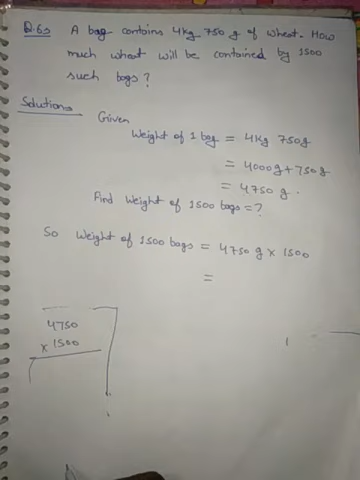 Q.6> A bag contains 4kg 750 g of wheat. How
much wheat will be contained by 1500
such bags?
Solution>
Given
Weight of 1 bag = 4Kg 750g
= 4000g + 750g
= 4750 g.
Find Weight of 1500 bags = ?
So Weight of 1500 bags = 4750 g x 1500
=
4750
x 1500